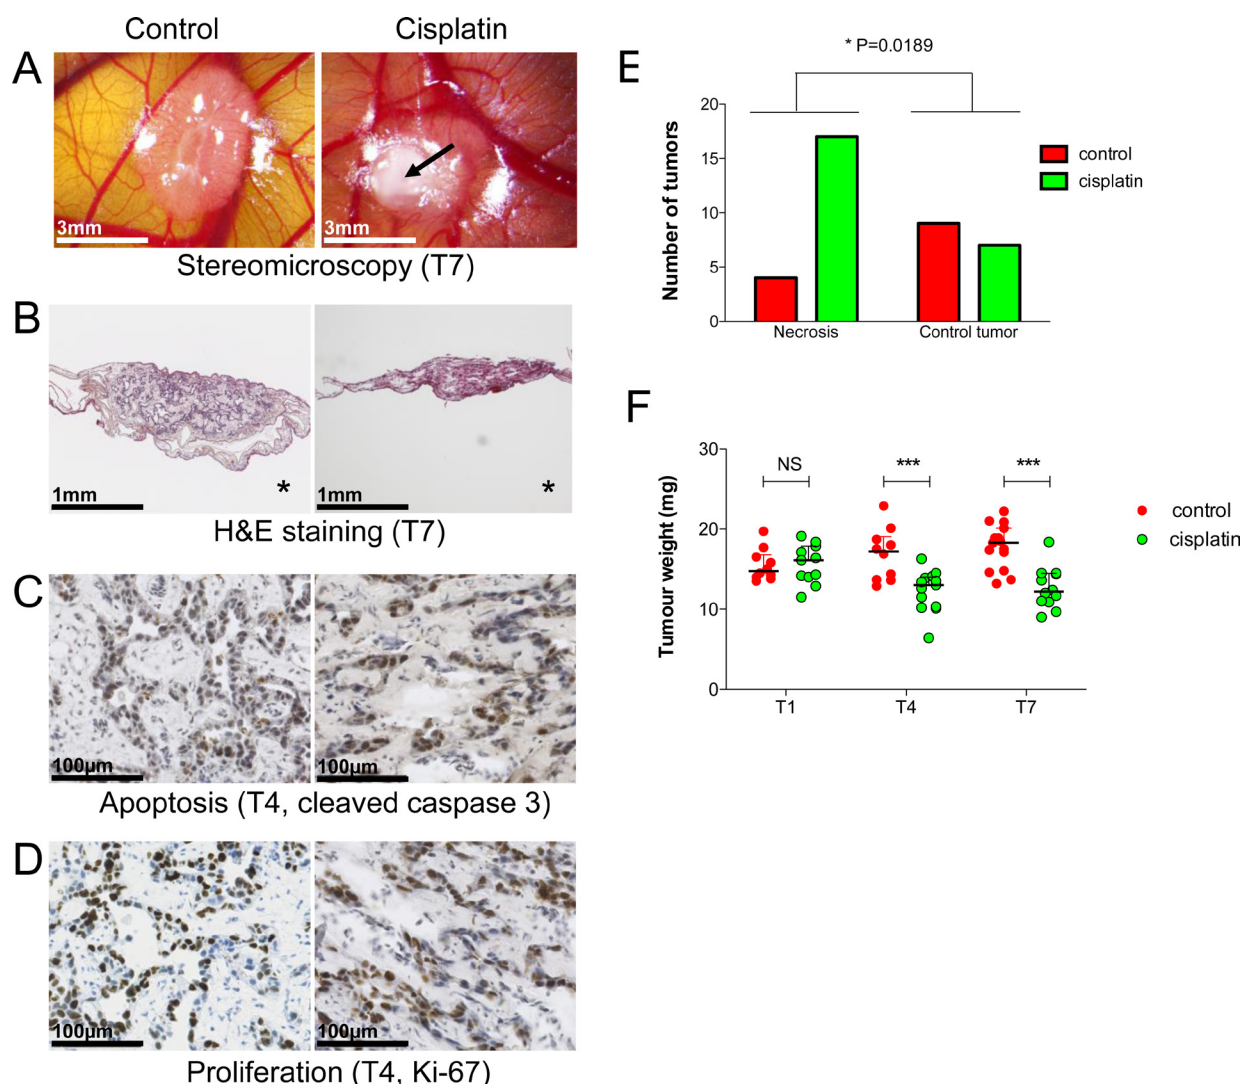 Control
Cisplatin
A
3mm
3mm
Stereomicroscopy (T7)
B
1mm
*
1mm
*
H&E staining (T7)
C
100µm
100µm
Apoptosis (T4, cleaved caspase 3)
D
100µm
100µm
Proliferation (T4, Ki-67)
E
* P=0.0189
Number of tumors
20
15
10
5
0
Necrosis
Control tumor
control
cisplatin
F
Tumour weight (mg)
30
20
10
0
NS
***
***
T1
T4
T7
control
cisplatin